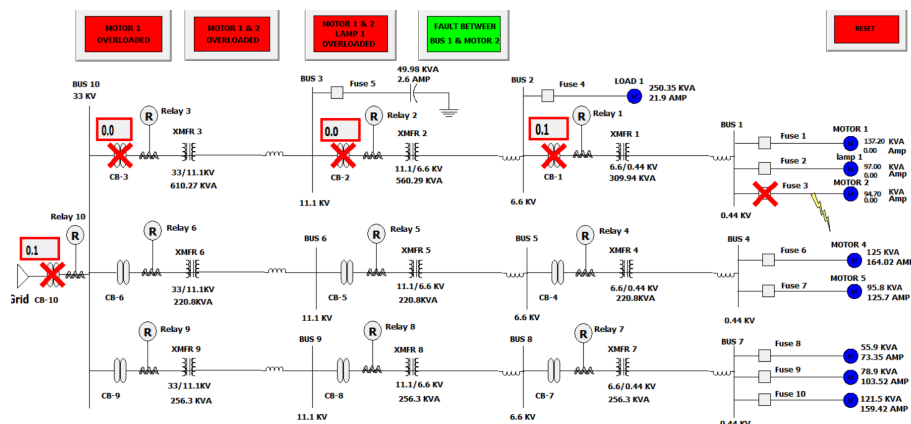 MOTOR 1
OVERLOADED
MOTOR 1 & 2
OVERLOADED
MOTOR 1 & 2
LAMP 1
OVERLOADED
FAULT BETWEEN
BUS 1 & MOTOR 2
RESET
BUS 10
33 KV
0.0
Relay 3
R
XMFR 3
CB-3
33/11.1KV
610.27 KVA
BUS 3
Fuse 5
49.98 KVA
2.6 AMP
0.0
Relay 2
R
XMFR 2
CB-2
11.1/6.6 KV
560.29 KVA
11.1 KV
BUS 2
Fuse 4
LOAD 1
250.35 KVA
21.9 AMP
0.1
Relay 1
R
XMFR 1
CB-1
6.6/0.44 KV
309.94 KVA
6.6 KV
BUS 1
Fuse 1
MOTOR 1
137.20 KVA
0.00 Amp
Fuse 2
lamp 1
97.00 KVA
0.00 Amp
Fuse 3
MOTOR 2
94.70 KVA
0.00 Amp
0.44 KV
Relay 10
R
0.1
Grid
CB-10
Relay 6
R
XMFR 6
CB-6
33/11.1KV
220.8KVA
BUS 6
Relay 5
R
XMFR 5
CB-5
11.1/6.6 KV
220.8KVA
11.1 KV
BUS 5
Relay 4
R
XMFR 4
CB-4
6.6/0.44 KV
220.8KVA
6.6 KV
BUS 4
Fuse 6
MOTOR 4
125 KVA
164.02 AMP
Fuse 7
MOTOR 5
95.8 KVA
125.7 AMP
0.44 KV
Relay 9
R
XMFR 9
CB-9
33/11.1KV
256.3 KVA
BUS 9
Relay 8
R
XMFR 8
CB-8
11.1/6.6 KV
256.3 KVA
11.1 KV
BUS 8
Relay 7
R
XMFR 7
CB-7
6.6/0.44 KV
256.3 KVA
6.6 KV
BUS 7
Fuse 8
55.9 KVA
73.35 AMP
Fuse 9
78.9 KVA
103.52 AMP
Fuse 10
121.5 KVA
159.42 AMP
0.44 KV